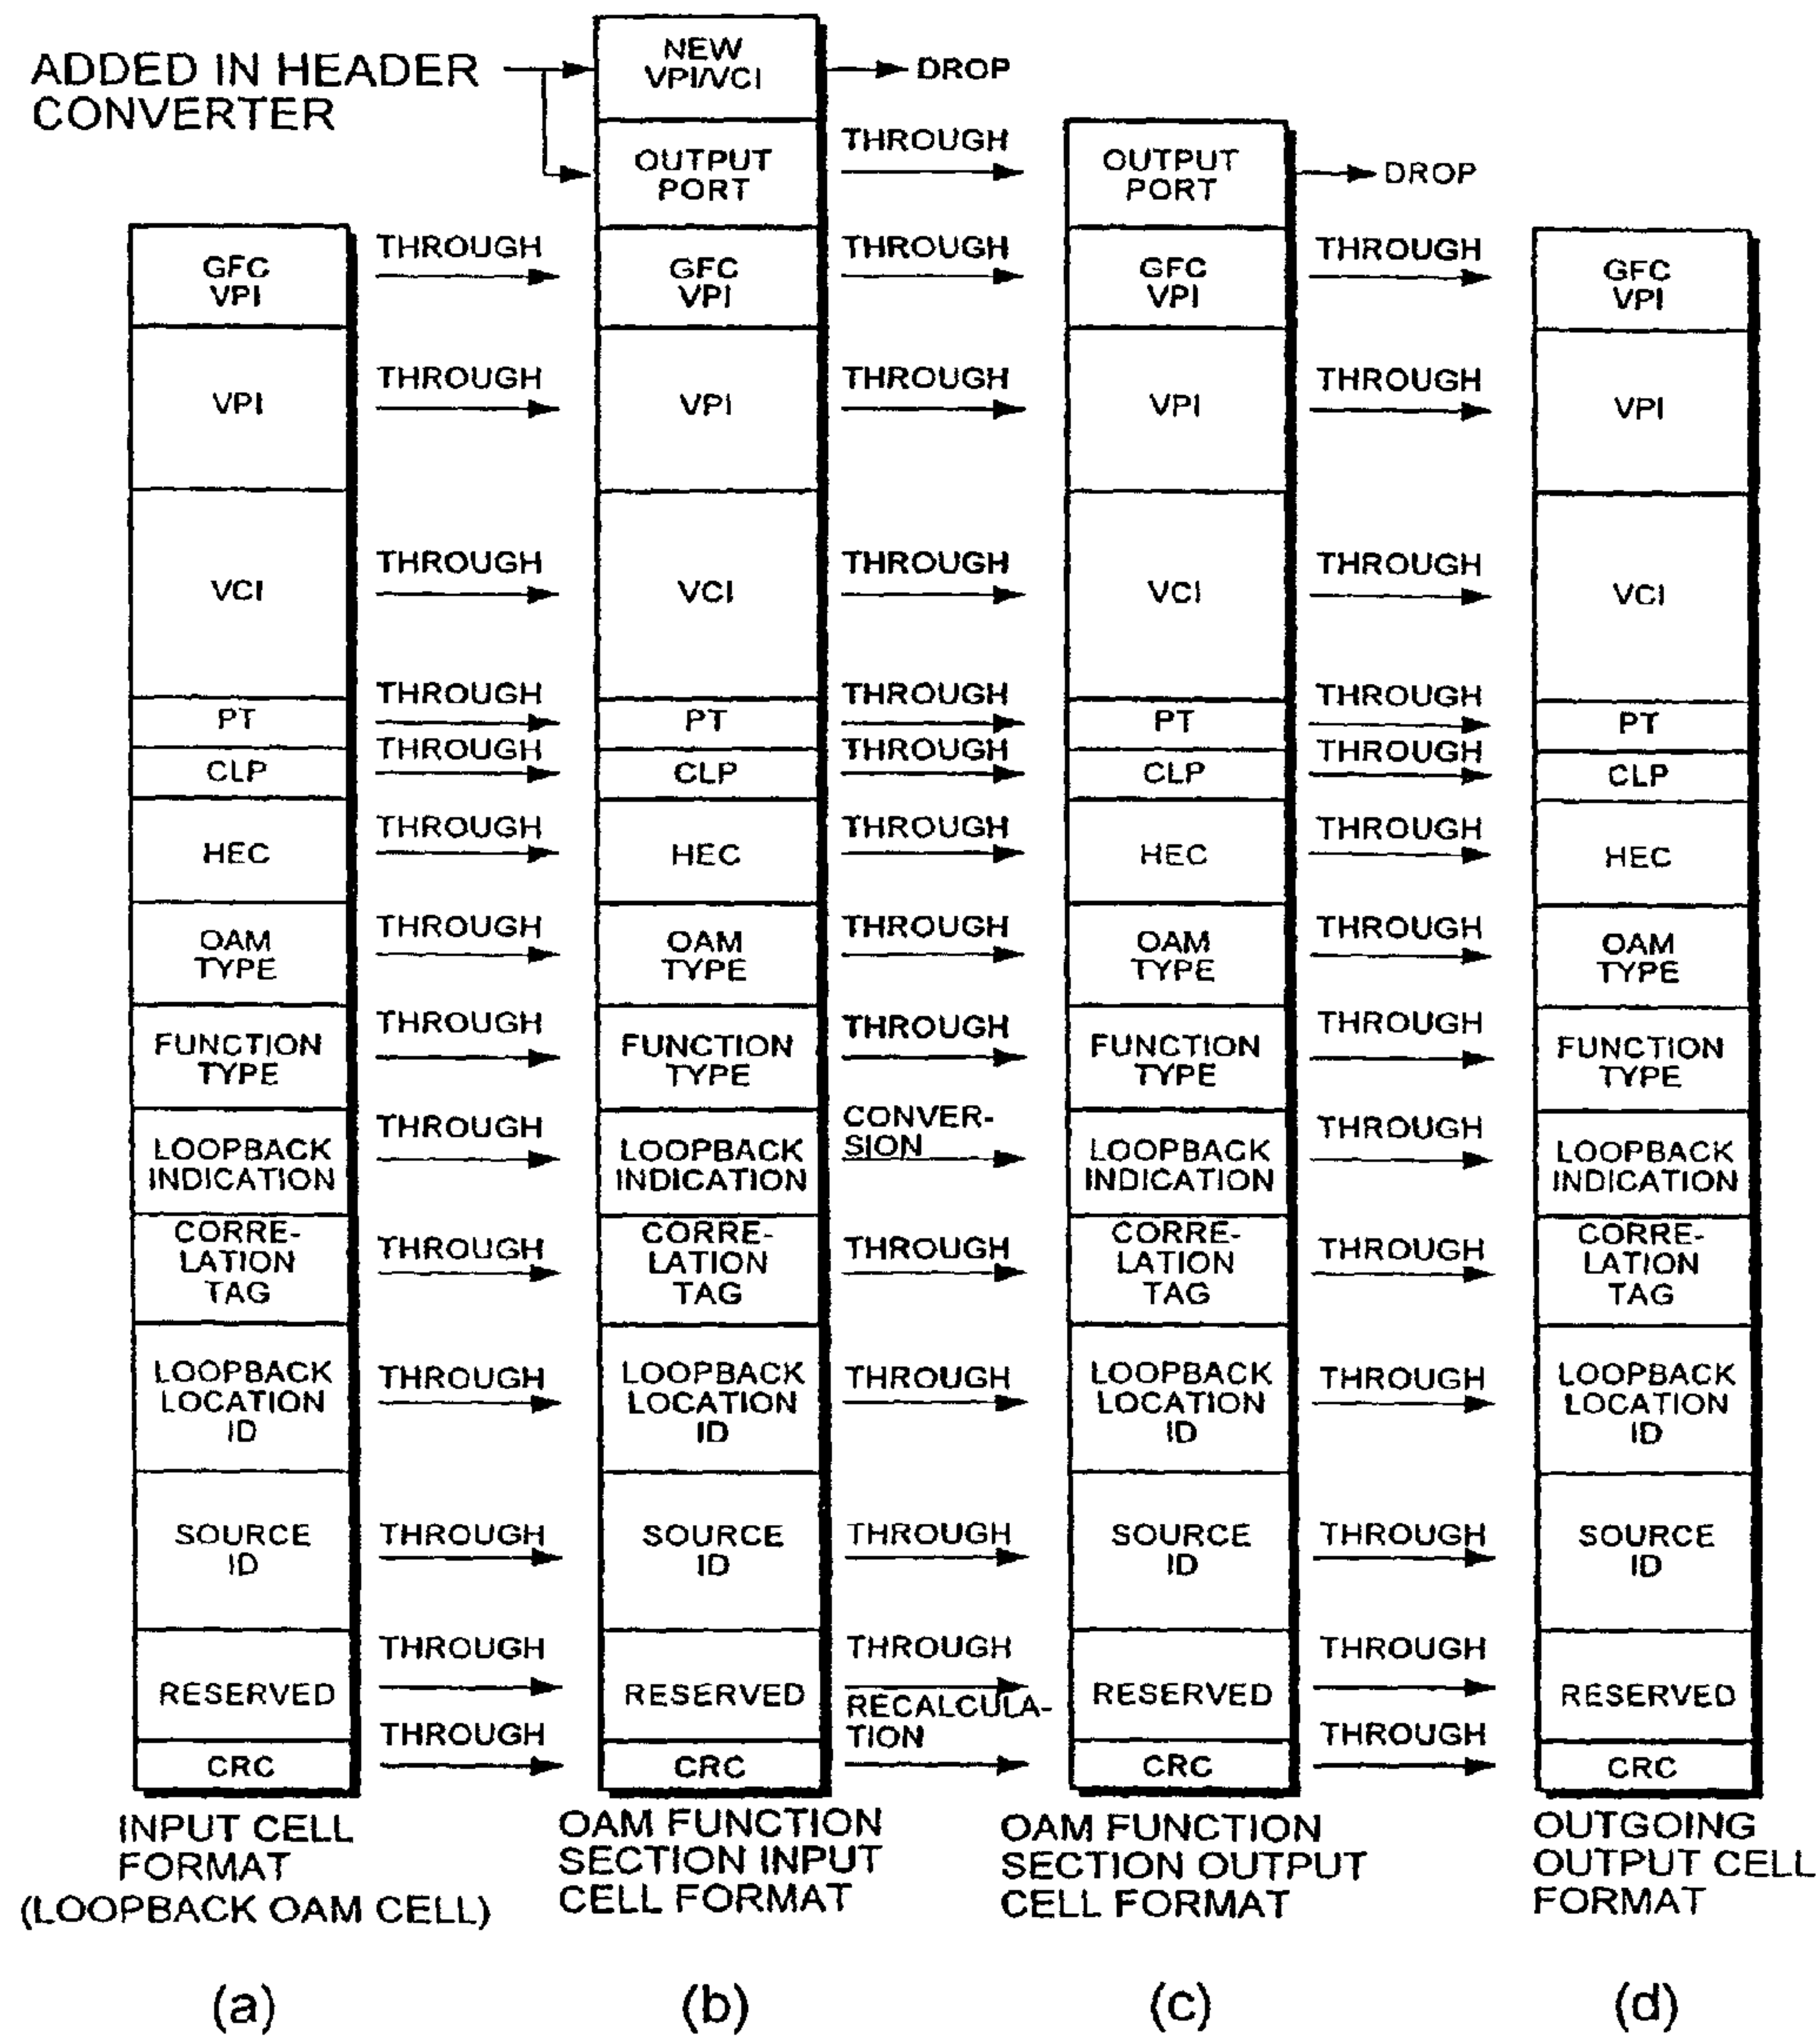 ADDED IN HEADER
CONVERTER
NEW
VPI/VCI
DROP
OUTPUT
PORT
THROUGH
OUTPUT
PORT
DROP
GFC
VPI
THROUGH
GFC
VPI
THROUGH
GFC
VPI
THROUGH
GFC
VPI
VPI
THROUGH
VPI
THROUGH
VPI
THROUGH
VPI
VCI
THROUGH
VCI
THROUGH
VCI
THROUGH
VCI
PT
THROUGH
PT
THROUGH
PT
THROUGH
PT
CLP
THROUGH
CLP
THROUGH
CLP
THROUGH
CLP
HEC
THROUGH
HEC
THROUGH
HEC
THROUGH
HEC
OAM
TYPE
THROUGH
OAM
TYPE
THROUGH
OAM
TYPE
THROUGH
OAM
TYPE
FUNCTION
TYPE
THROUGH
FUNCTION
TYPE
THROUGH
FUNCTION
TYPE
THROUGH
FUNCTION
TYPE
LOOPBACK
INDICATION
THROUGH
LOOPBACK
INDICATION
CONVER-
SION
LOOPBACK
INDICATION
THROUGH
LOOPBACK
INDICATION
CORRE-
LATION
TAG
THROUGH
CORRE-
LATION
TAG
THROUGH
CORRE-
LATION
TAG
THROUGH
CORRE-
LATION
TAG
LOOPBACK
LOCATION
ID
THROUGH
LOOPBACK
LOCATION
ID
THROUGH
LOOPBACK
LOCATION
ID
THROUGH
LOOPBACK
LOCATION
ID
SOURCE
ID
THROUGH
SOURCE
ID
THROUGH
SOURCE
ID
THROUGH
SOURCE
ID
RESERVED
THROUGH
RESERVED
THROUGH
RESERVED
THROUGH
RESERVED
CRC
THROUGH
CRC
RECALCULA-
TION
CRC
THROUGH
CRC
INPUT CELL
FORMAT
(LOOPBACK OAM CELL)
OAM FUNCTION
SECTION INPUT
CELL FORMAT
OAM FUNCTION
SECTION OUTPUT
CELL FORMAT
OUTGOING
OUTPUT CELL
FORMAT
(a)
(b)
(c)
(d)